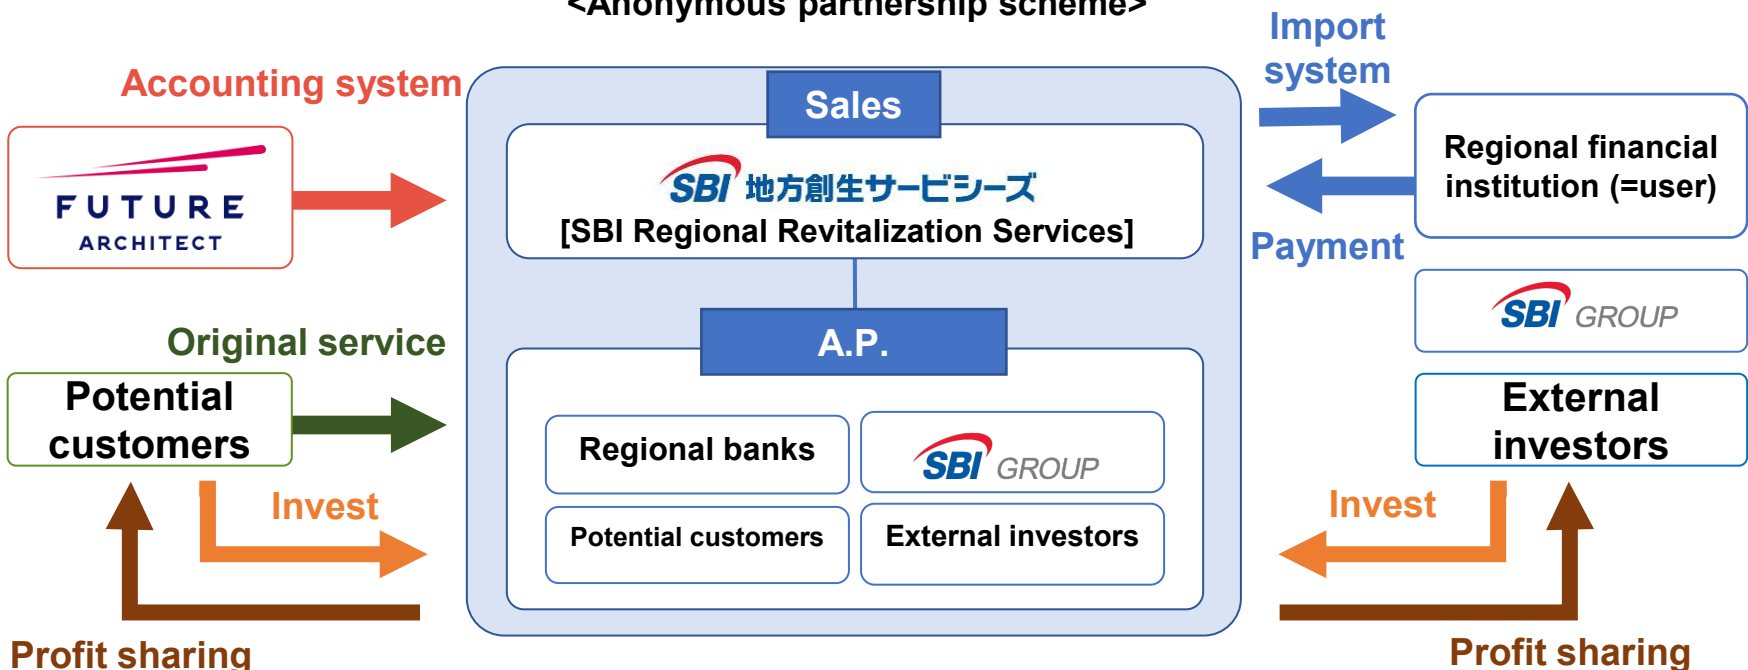 <Anonymous partnership scheme>
Import
system
Accounting system
Sales
FUTURE
ARCHITECT
SBI 地方創生サービシーズ
[SBI Regional Revitalization Services]
Regional financial
institution (=user)
Payment
SBI GROUP
Original service
A.P.
Potential
customers
External
investors
Regional banks
SBI GROUP
Potential customers
External investors
Invest
Invest
Profit sharing
Profit sharing